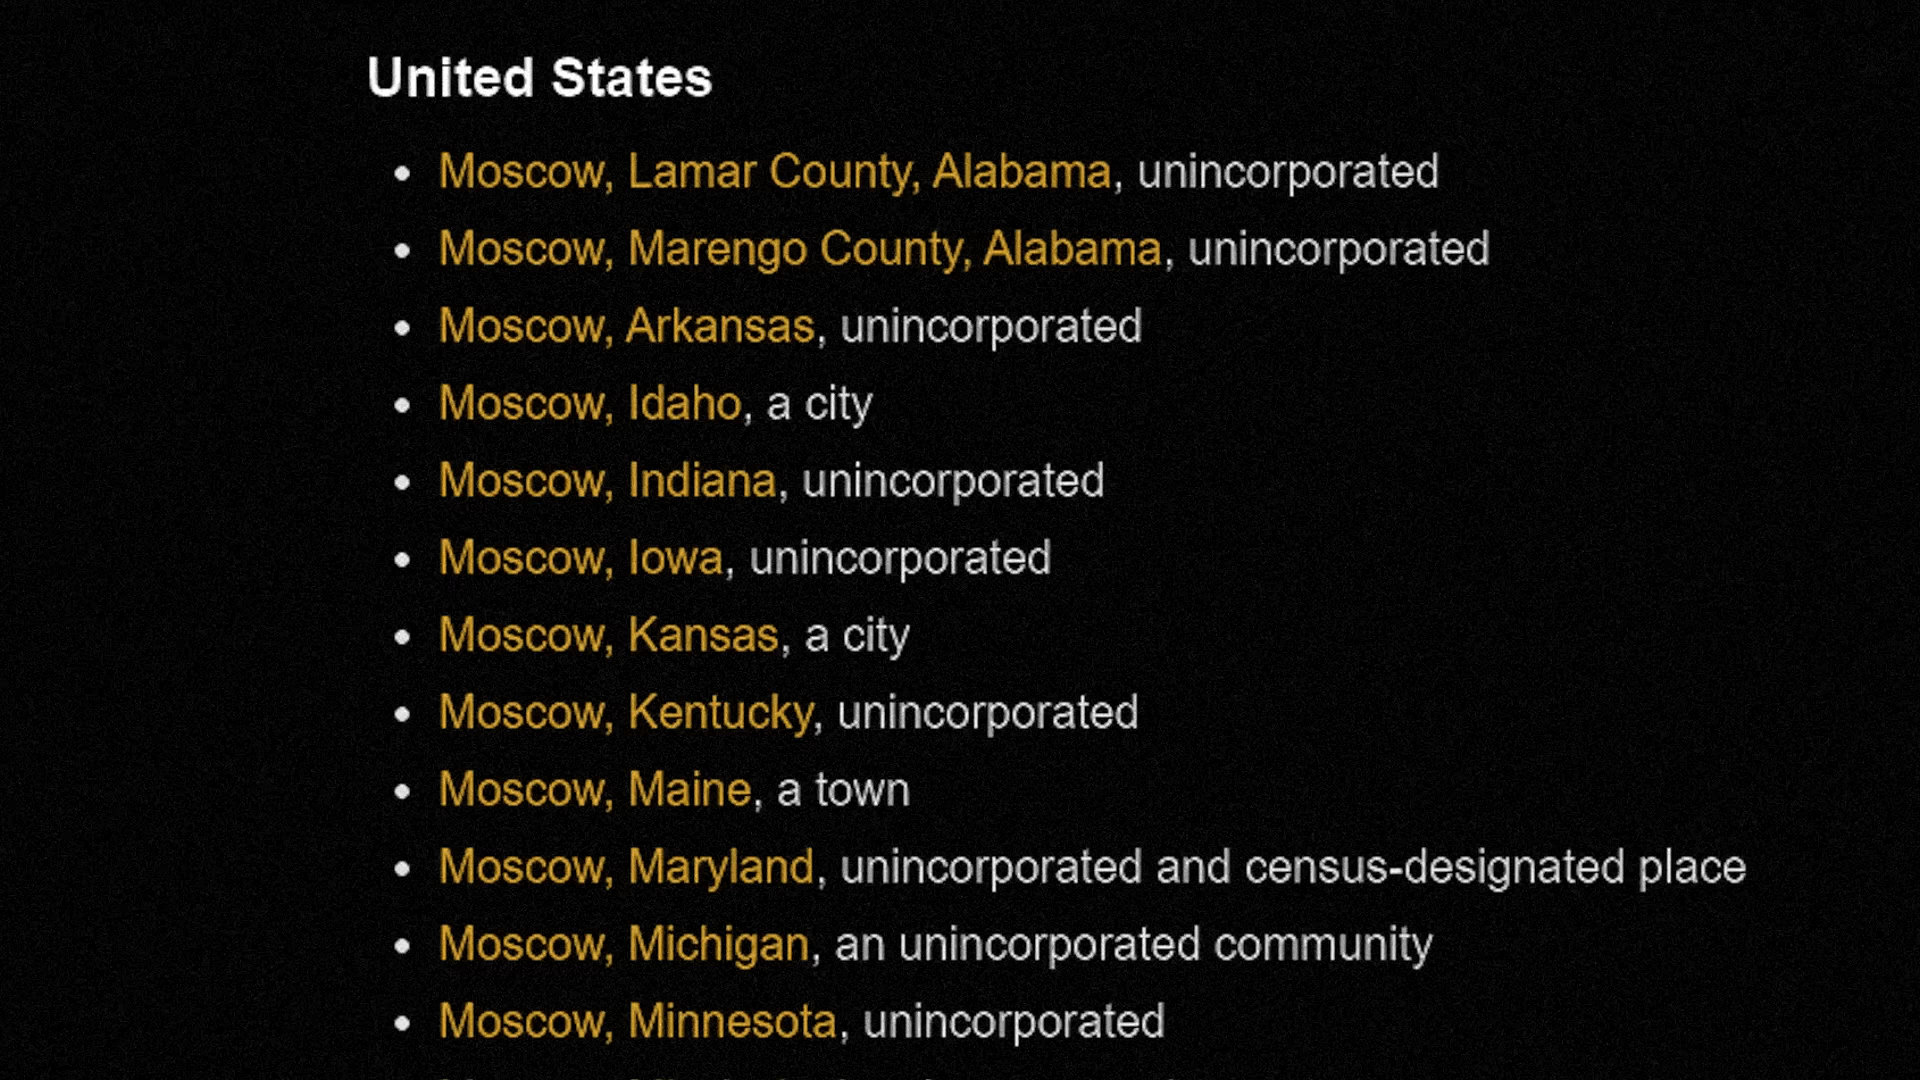 United States
Moscow, Lamar County, Alabama, unincorporated
Moscow, Marengo County, Alabama, unincorporated
Moscow, Arkansas, unincorporated
Moscow, Idaho, a city
Moscow, Indiana, unincorporated
Moscow, Iowa, unincorporated
Moscow, Kansas, a city
Moscow, Kentucky, unincorporated
Moscow, Maine, a town
Moscow, Maryland, unincorporated and census-designated place
Moscow, Michigan, an unincorporated community
Moscow, Minnesota, unincorporated